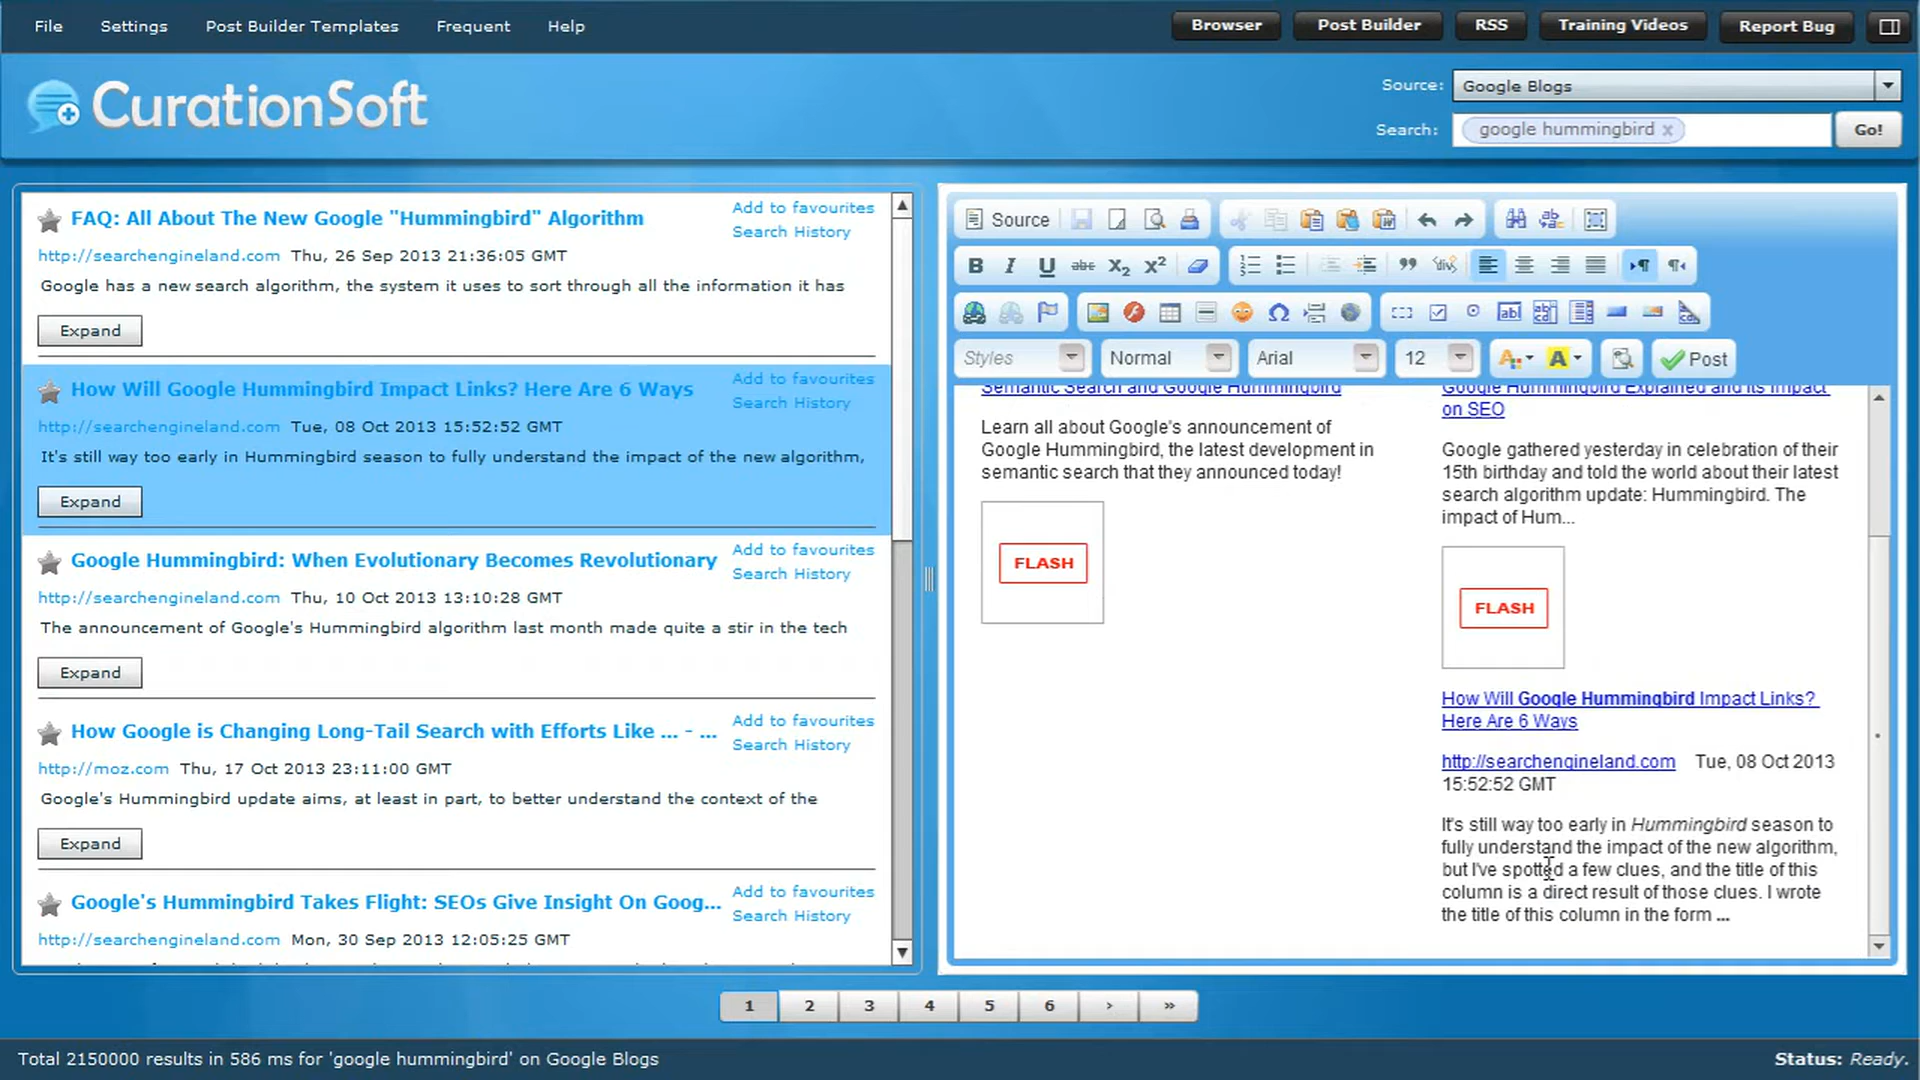 File Settings Post Builder Templates Frequent Help Browser Post Builder RSS Training Videos Report Bug
CurationSoft
Source: Google Blogs
Search: google hummingbird x Go!
FAQ: All About The New Google "Hummingbird" Algorithm
Add to favourites
Search History
http://searchengineland.com Thu, 26 Sep 2013 21:36:05 GMT
Google has a new search algorithm, the system it uses to sort through all the information it has
Expand
How Will Google Hummingbird Impact Links? Here Are 6 Ways
Add to favourites
Search History
http://searchengineland.com Tue, 08 Oct 2013 15:52:52 GMT
It's still way too early in Hummingbird season to fully understand the impact of the new algorithm,
Expand
Google Hummingbird: When Evolutionary Becomes Revolutionary
Add to favourites
Search History
http://searchengineland.com Thu, 10 Oct 2013 13:10:28 GMT
The announcement of Google's Hummingbird algorithm last month made quite a stir in the tech
Expand
How Google is Changing Long-Tail Search with Efforts Like ... - ...
Add to favourites
Search History
http://moz.com Thu, 17 Oct 2013 23:11:00 GMT
Google's Hummingbird update aims, at least in part, to better understand the context of the
Expand
Google's Hummingbird Takes Flight: SEOs Give Insight On Goog...
Add to favourites
Search History
http://searchengineland.com Mon, 30 Sep 2013 12:05:25 GMT
Source
B I U abc X₂ X²
Styles Normal Arial 12 A A Post
Semantic Search and Google Hummingbird
Learn all about Google's announcement of
Google Hummingbird, the latest development in
semantic search that they announced today!
FLASH
Google Hummingbird Explained and its Impact
on SEO
Google gathered yesterday in celebration of their
15th birthday and told the world about their latest
search algorithm update: Hummingbird. The
impact of Hum...
FLASH
How Will Google Hummingbird Impact Links?
Here Are 6 Ways
http://searchengineland.com Tue, 08 Oct 2013
15:52:52 GMT
It's still way too early in Hummingbird season to
fully understand the impact of the new algorithm,
but I've spotted a few clues, and the title of this
column is a direct result of those clues. I wrote
the title of this column in the form ...
1 2 3 4 5 6 › »
Total 2150000 results in 586 ms for 'google hummingbird' on Google Blogs
Status: Ready.